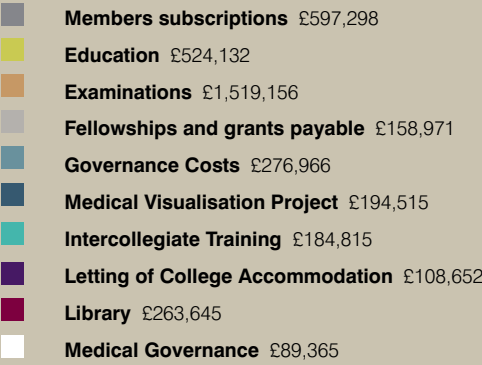 Members subscriptions £597,298
Education £524,132
Examinations £1,519,156
Fellowships and grants payable £158,971
Governance Costs £276,966
Medical Visualisation Project £194,515
Intercollegiate Training £184,815
Letting of College Accommodation £108,652
Library £263,645
Medical Governance £89,365